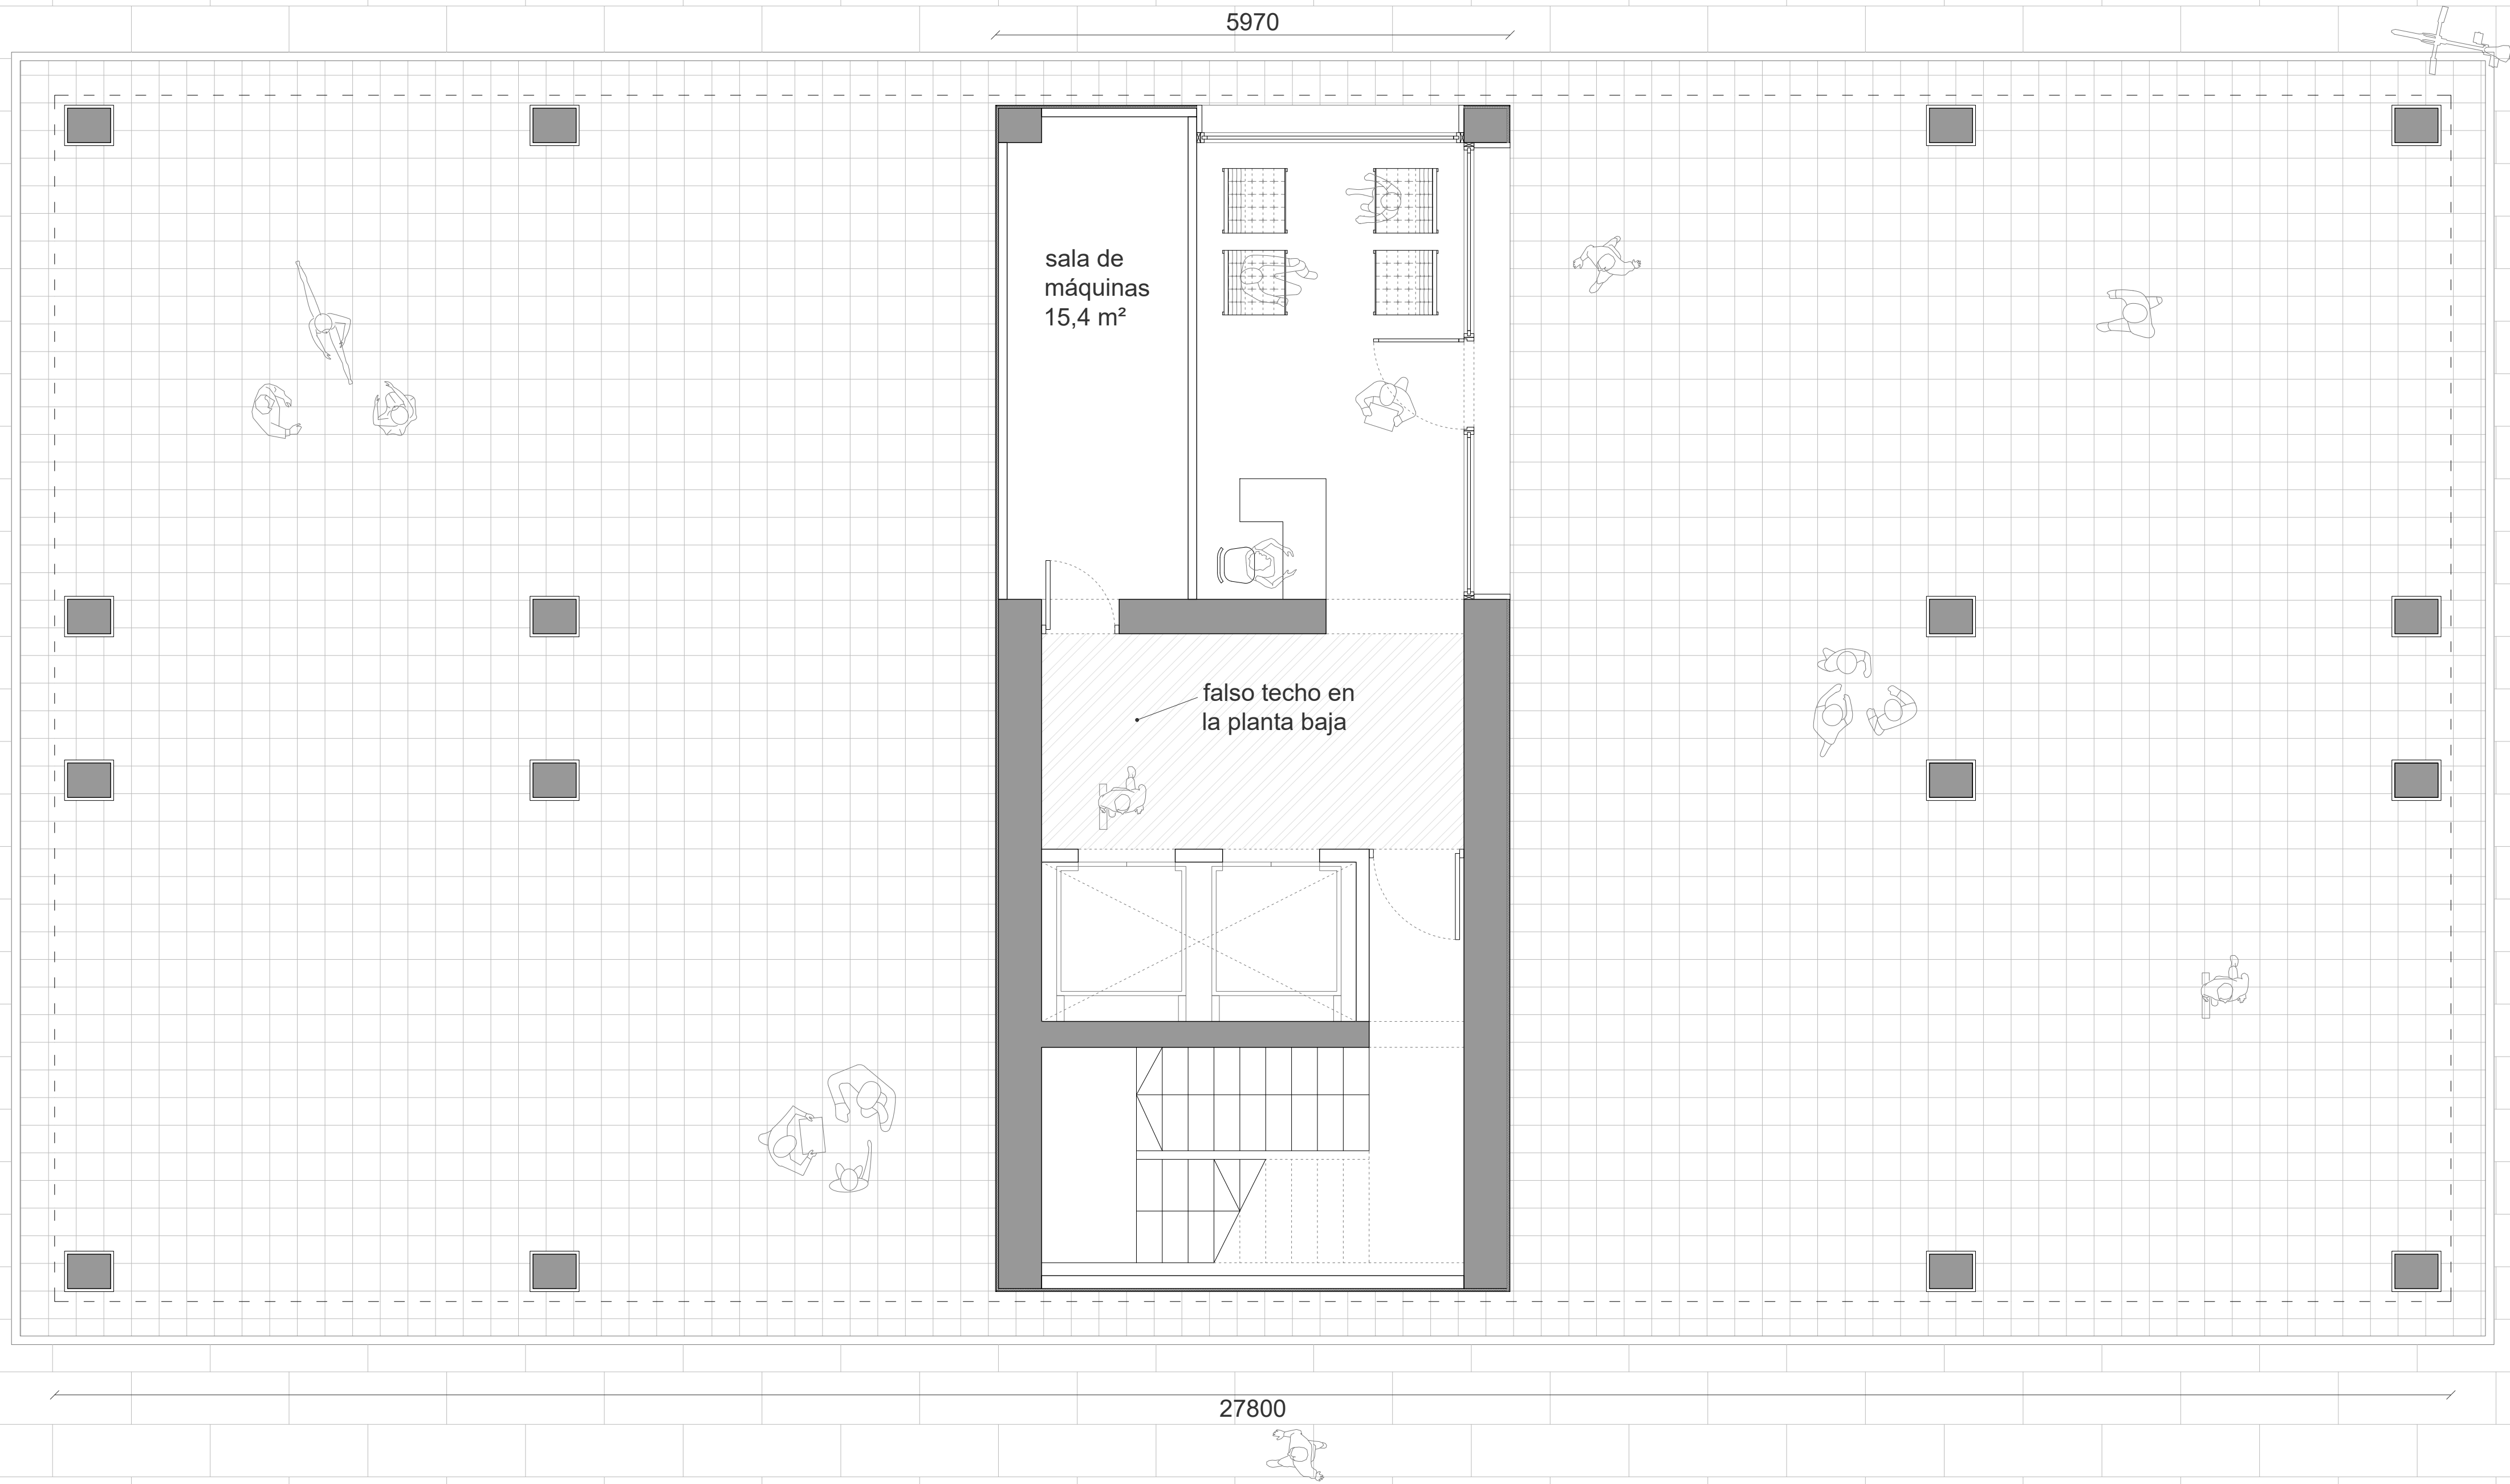 5970
sala de
máquinas
15,4 m²
falso techo en
la planta baja
27800